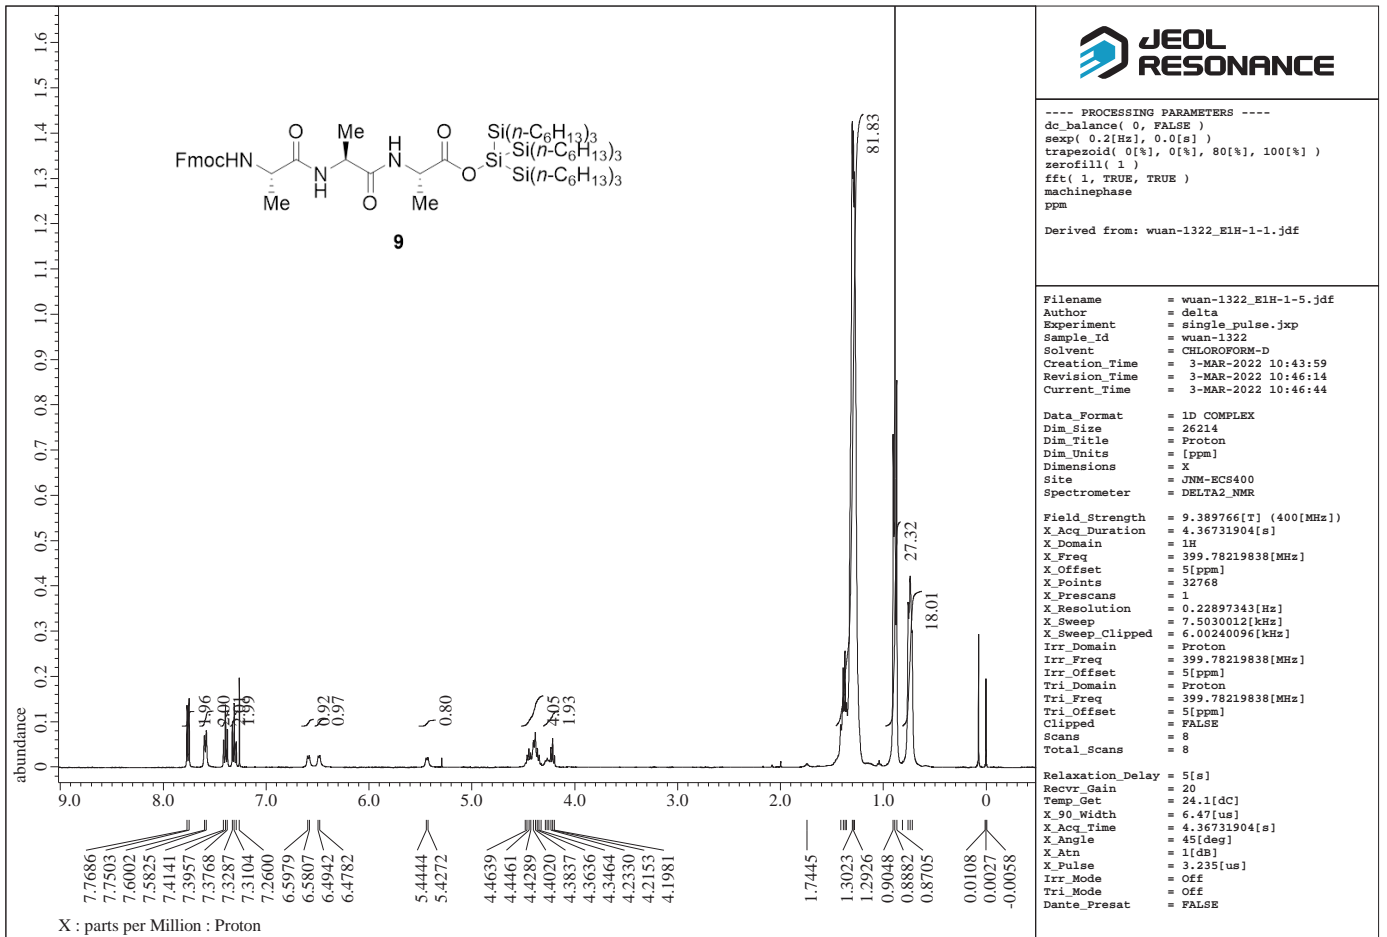 JEOL
RESONANCE
---- PROCESSING PARAMETERS ----
dc_balance( 0, FALSE )
sexp( 0.2[Hz], 0.0[s] )
trapezoid( 0[%], 0[%], 80[%], 100[%] )
zerofill( 1 )
fft( 1, TRUE, TRUE )
machinephase
ppm
Derived from: wuan-1322_E1H-1-1.jdf
Filename = wuan-1322_E1H-1-5.jdf
Author = delta
Experiment = single_pulse.jxp
Sample_Id = wuan-1322
Solvent = CHLOROFORM-D
Creation_Time = 3-MAR-2022 10:43:59
Revision_Time = 3-MAR-2022 10:46:14
Current_Time = 3-MAR-2022 10:46:44
Data_Format = 1D COMPLEX
Dim_Size = 26214
Dim_Title = Proton
Dim_Units = [ppm]
Dimensions = X
Site = JNM-ECS400
Spectrometer = DELTA2_NMR
Field_Strength = 9.389766[T] (400[MHz])
X_Acq_Duration = 4.36731904[s]
X_Domain = 1H
X_Freq = 399.78219838[MHz]
X_Offset = 5[ppm]
X_Points = 32768
X_Prescans = 1
X_Resolution = 0.22897343[Hz]
X_Sweep = 7.5030012[kHz]
X_Sweep_Clipped = 6.00240096[kHz]
Irr_Domain = Proton
Irr_Freq = 399.78219838[MHz]
Irr_Offset = 5[ppm]
Tri_Domain = Proton
Tri_Freq = 399.78219838[MHz]
Tri_Offset = 5[ppm]
Clipped = FALSE
Scans = 8
Total_Scans = 8
Relaxation_Delay = 5[s]
Recvr_Gain = 20
Temp_Get = 24.1[dC]
X_90_Width = 6.47[us]
X_Acq_Time = 4.36731904[s]
X_Angle = 45[deg]
X_Atn = 1[dB]
X_Pulse = 3.235[us]
Irr_Mode = Off
Tri_Mode = Off
Dante_Presat = FALSE
abundance
1.6
1.5
1.4
1.3
1.2
1.1
1.0
0.9
0.8
0.7
0.6
0.5
0.4
0.3
0.2
0.1
0
FmocHN
O
Me
N
H
Me
O
H
N
Me
O
O
Si
Si(n-C6H13)3
Si(n-C6H13)3
Si(n-C6H13)3
9
1.96
2.00
2.01
1.99
0.92
0.97
0.80
4.05
1.93
81.83
27.32
18.01
9.0 8.0 7.0 6.0 5.0 4.0 3.0 2.0 1.0 0
7.7686
7.7503
7.6002
7.5825
7.4141
7.3957
7.3768
7.3287
7.3104
7.2600
6.5979
6.5807
6.4942
6.4782
5.4444
5.4272
4.4639
4.4461
4.4289
4.4020
4.3837
4.3636
4.3464
4.2330
4.2153
4.1981
1.7445
1.3023
1.2926
0.9048
0.8882
0.8705
0.0108
0.0027
-0.0058
X : parts per Million : Proton